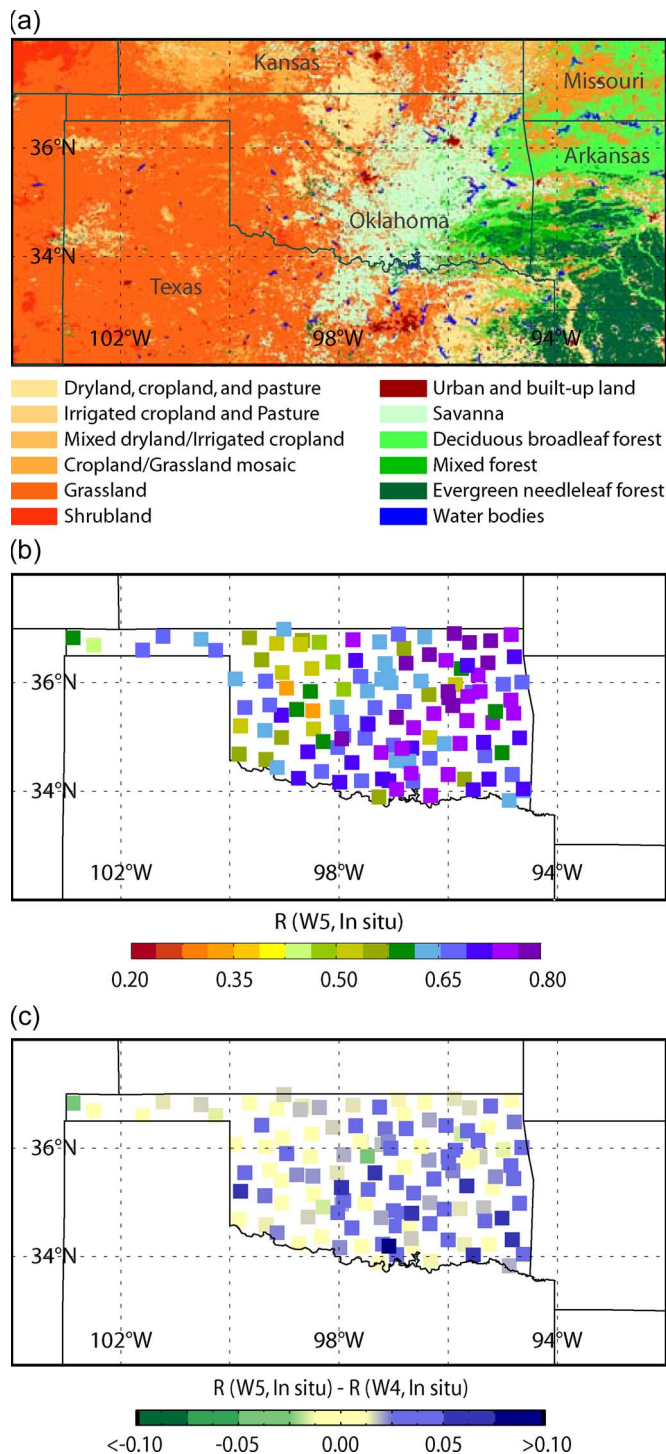 (a)
Kansas
Missouri
36°N
Arkansas
Oklahoma
34°N
Texas
102°W 98°W 94°W
Dryland, cropland, and pasture
Irrigated cropland and Pasture
Mixed dryland/Irrigated cropland
Cropland/Grassland mosaic
Grassland
Shrubland
Urban and built-up land
Savanna
Deciduous broadleaf forest
Mixed forest
Evergreen needleleaf forest
Water bodies
(b)
36°N
34°N
102°W 98°W 94°W
R (W5, In situ)
0.20 0.35 0.50 0.65 0.80
(c)
36°N
34°N
102°W 98°W 94°W
R (W5, In situ) - R (W4, In situ)
<-0.10 -0.05 0.00 0.05 >0.10